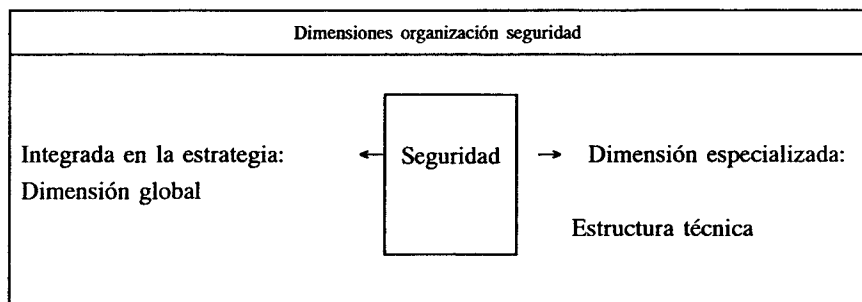 Dimensiones organización seguridad
Integrada en la estrategia:
Dimensión global
← Seguridad →
Dimensión especializada:
Estructura técnica